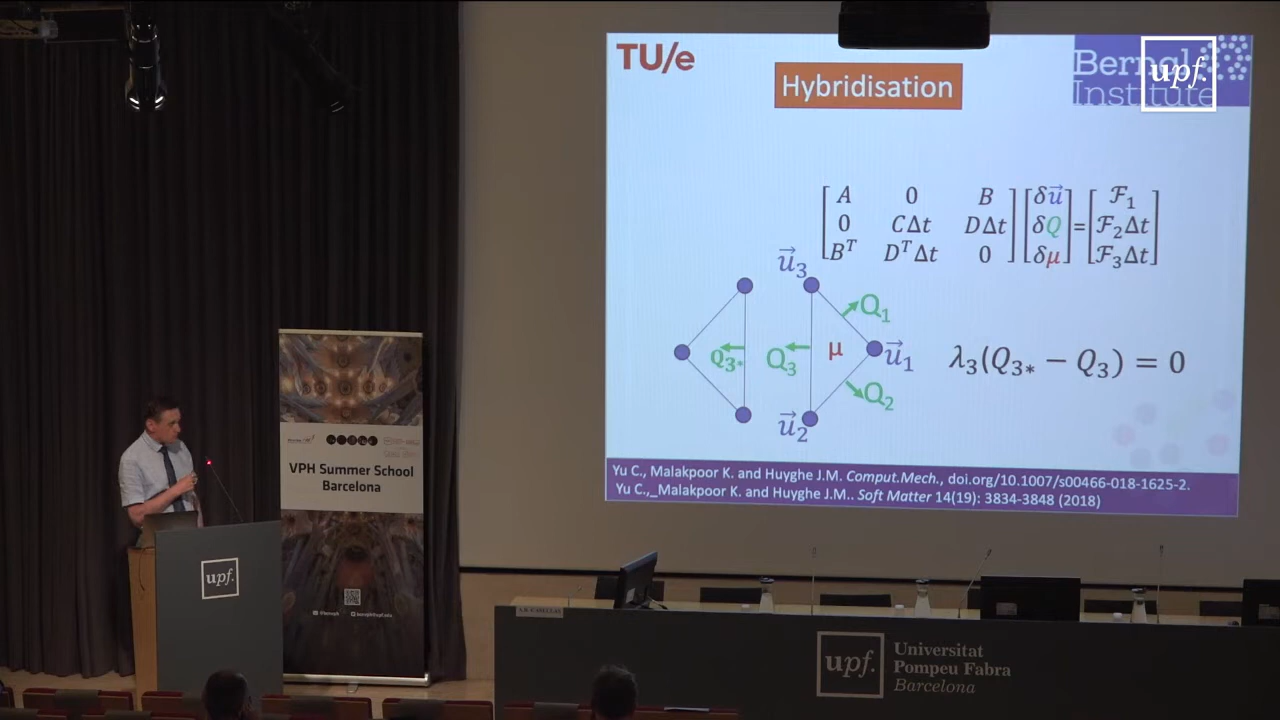 TU/e
Hybridisation
Bernal
Institute
upf.
[A 0 B] [δu⃗] = [ℱ₁]
[0 CΔt DΔt] [δQ] = [ℱ₂Δt]
[Bᵀ DᵀΔt 0] [δμ] = [ℱ₃Δt]
u⃗₃
Q₁
Q₃* Q₃ μ u⃗₁ λ₃(Q₃* − Q₃) = 0
Q₂
u⃗₂
Yu C., Malakpoor K. and Huyghe J.M. Comput.Mech., doi.org/10.1007/s00466-018-1625-2.
Yu C.,_Malakpoor K. and Huyghe J.M.. Soft Matter 14(19): 3834-3848 (2018)
VPH Summer School
Barcelona
upf.
upf.
Universitat
Pompeu Fabra
Barcelona